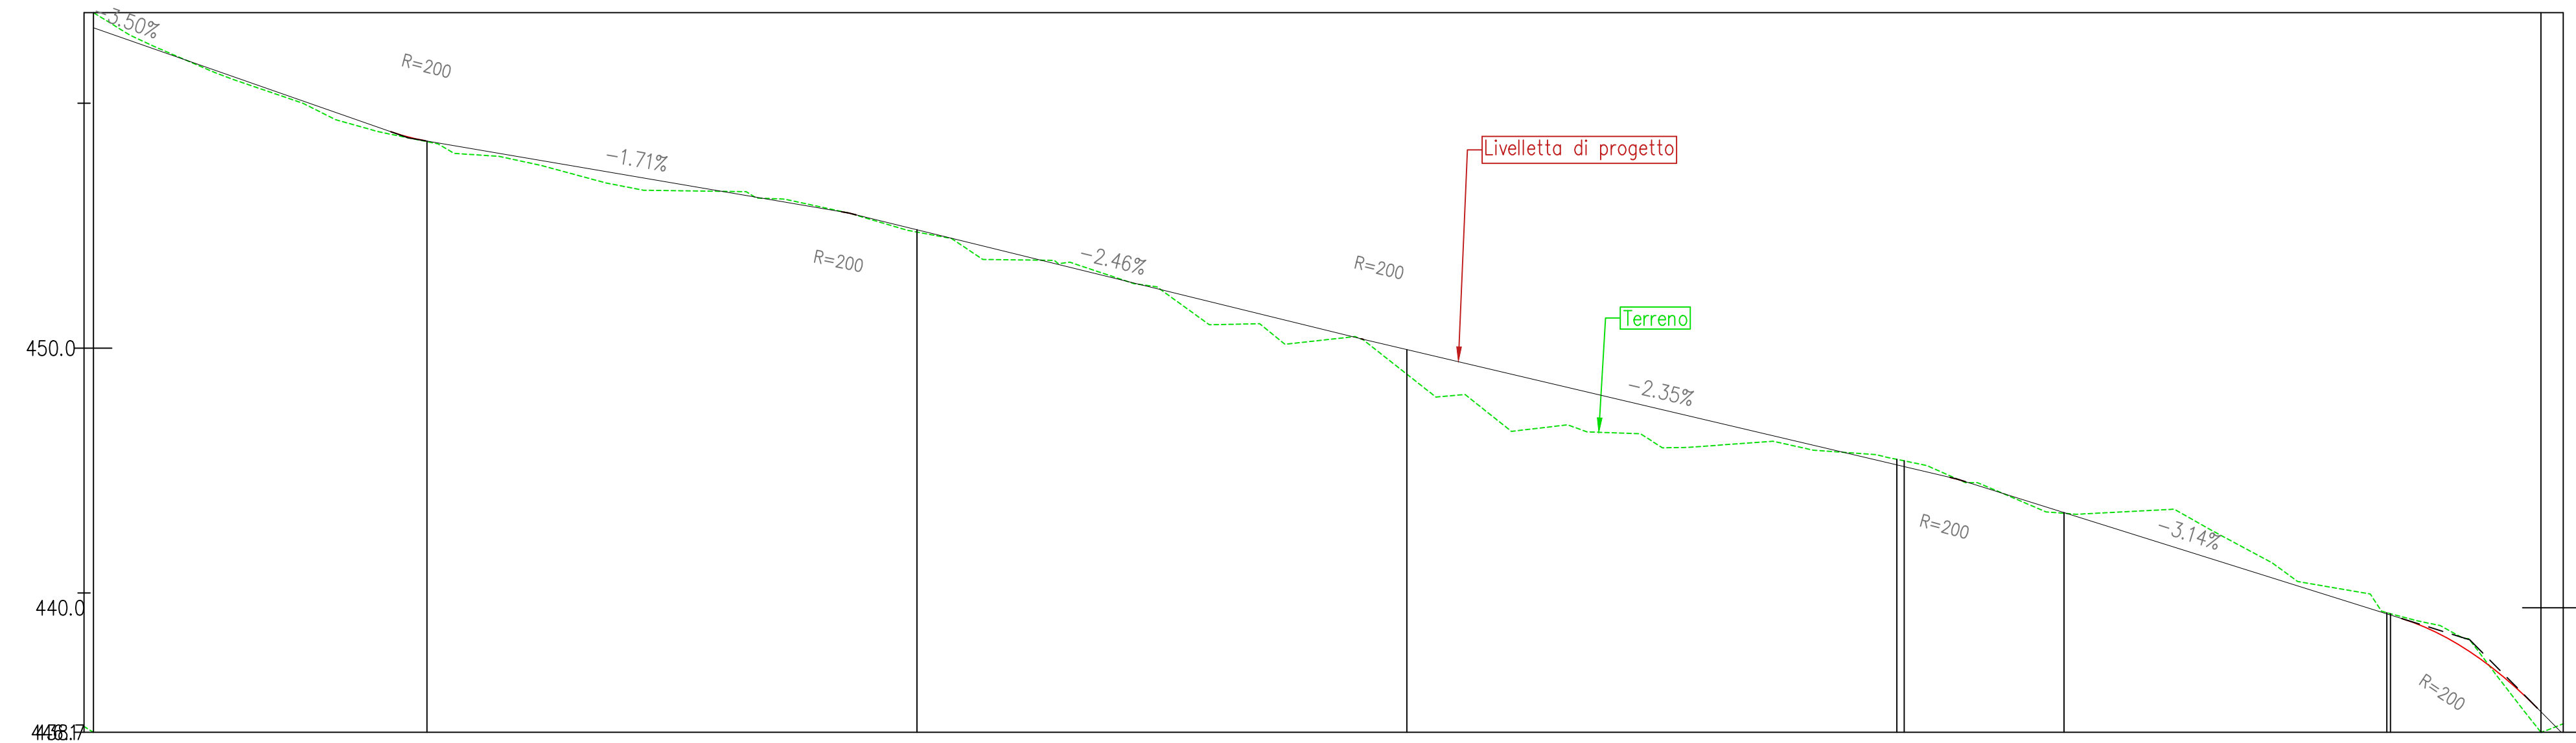 -3.50%
R=200
-1.71%
Livelletta di progetto
R=200
-2.46%
R=200
Terreno
450.0
-2.35%
R=200
-3.14%
440.0
R=200